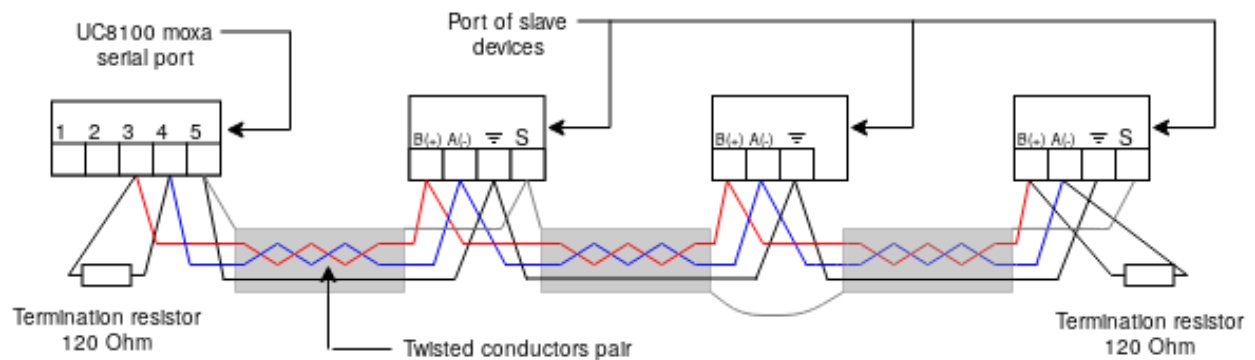 UC8100 moxa
serial port
Port of slave
devices
1 2 3 4 5
B(+) A(-) S
B(+) A(-)
B(+) A(-) S
Termination resistor
120 Ohm
Twisted conductors pair
Termination resistor
120 Ohm